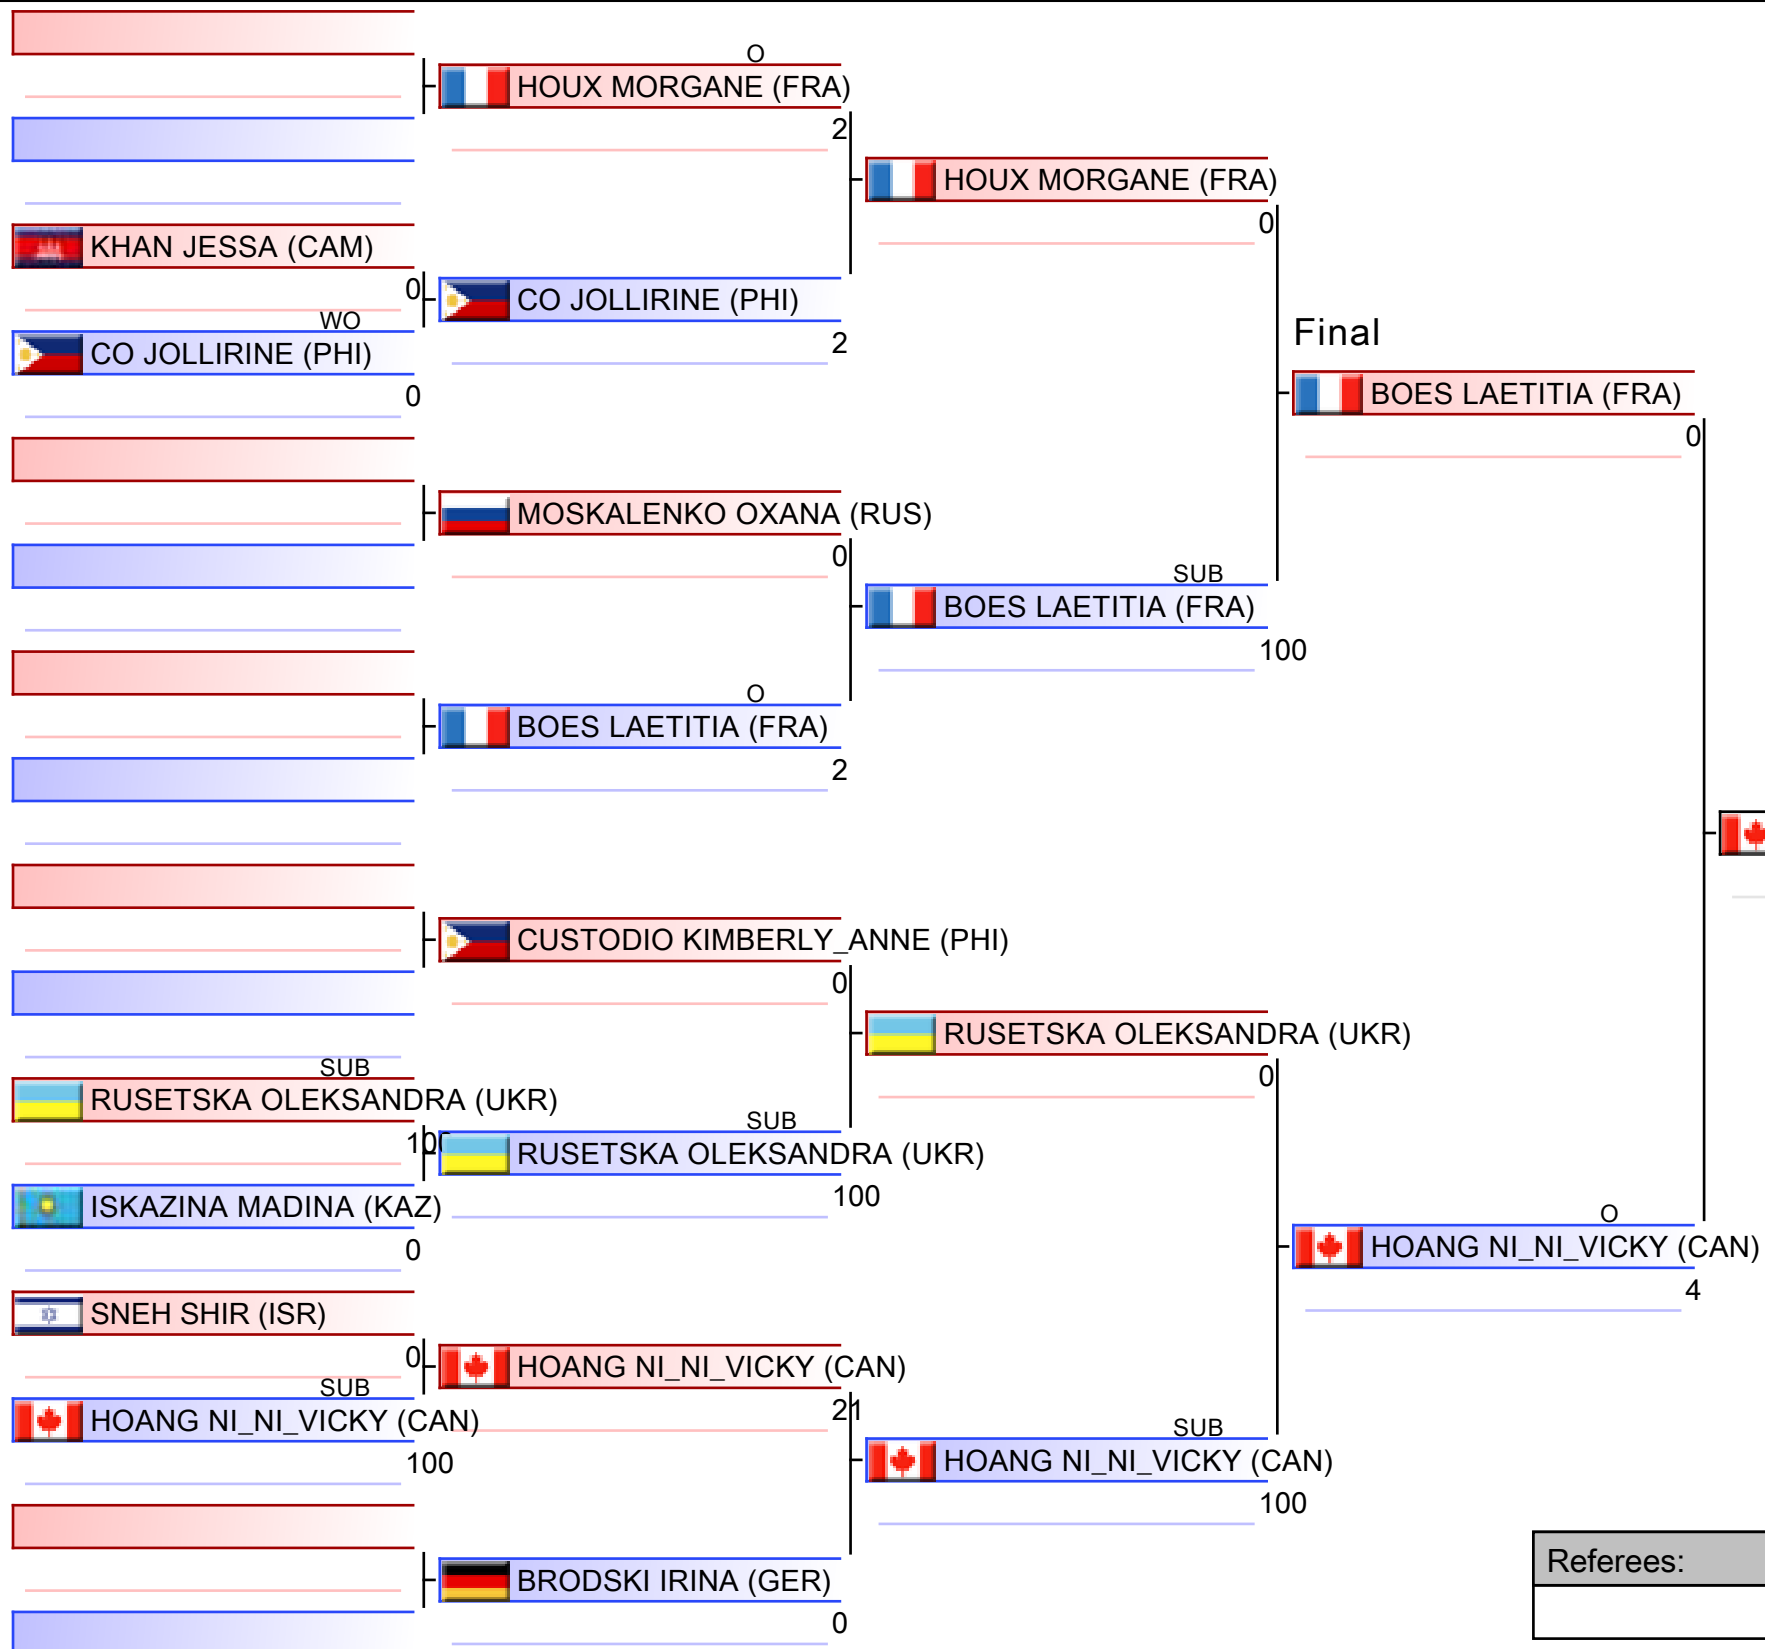 O
HOUX MORGANE (FRA)
2
HOUX MORGANE (FRA)
0
KHAN JESSA (CAM)
0
CO JOLLIRINE (PHI)
2
WO
CO JOLLIRINE (PHI)
0
Final
BOES LAETITIA (FRA)
0
MOSKALENKO OXANA (RUS)
0
SUB
BOES LAETITIA (FRA)
100
O
BOES LAETITIA (FRA)
2
CUSTODIO KIMBERLY_ANNE (PHI)
0
RUSETSKA OLEKSANDRA (UKR)
0
SUB
RUSETSKA OLEKSANDRA (UKR)
100
SUB
RUSETSKA OLEKSANDRA (UKR)
100
ISKAZINA MADINA (KAZ)
0
O
HOANG NI_NI_VICKY (CAN)
4
SNEH SHIR (ISR)
0
HOANG NI_NI_VICKY (CAN)
21
SUB
HOANG NI_NI_VICKY (CAN)
100
SUB
HOANG NI_NI_VICKY (CAN)
100
BRODSKI IRINA (GER)
0
Referees: